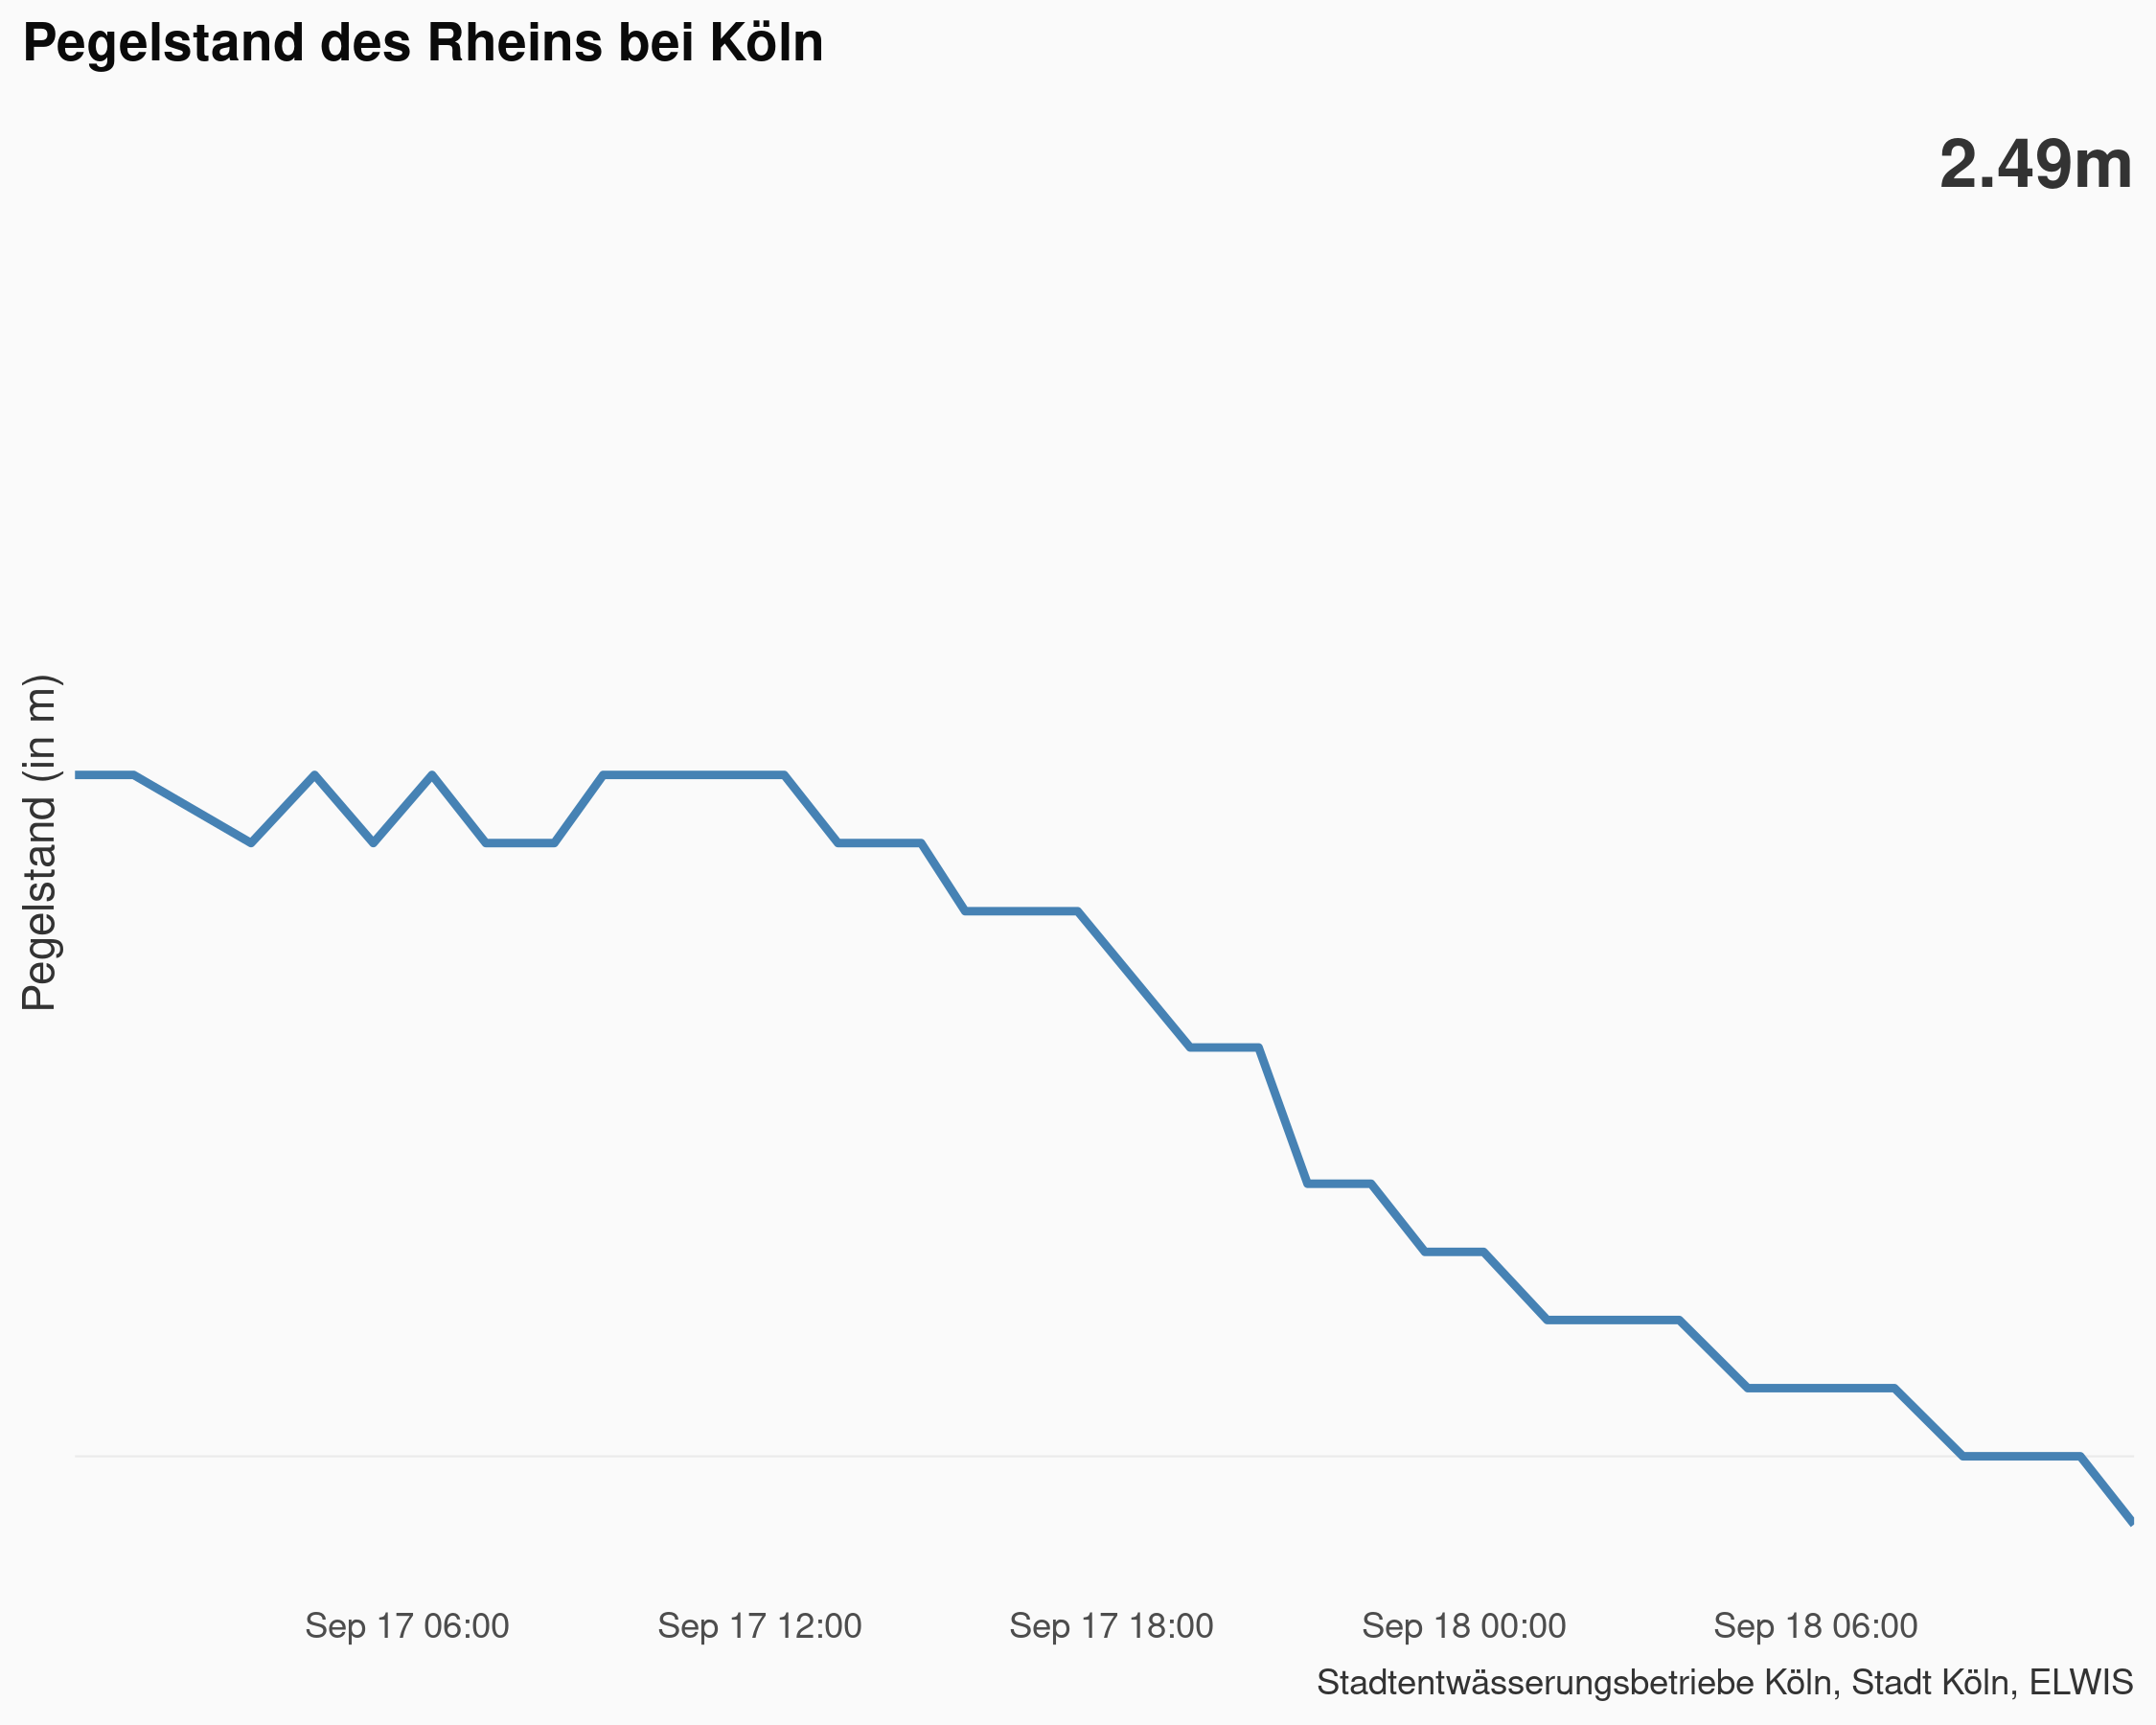 Pegelstand des Rheins bei Köln
2.49m
Pegelstand (in m)
Sep 17 06:00 Sep 17 12:00 Sep 17 18:00 Sep 18 00:00 Sep 18 06:00
Stadtentwässerungsbetriebe Köln, Stadt Köln, ELWIS